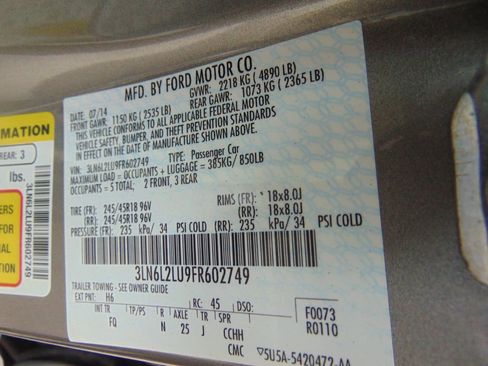 MFD. BY FORD MOTOR CO.
DATE: 07/14 GVWR: 2218 KG ( 4890 LB)
FRONT GAWR: 1150 KG ( 2535 LB) REAR GAWR: 1073 KG ( 2365 LB)
THIS VEHICLE CONFORMS TO ALL APPLICABLE FEDERAL MOTOR
VEHICLE SAFETY, BUMPER, AND THEFT PREVENTION STANDARDS
IN EFFECT ON THE DATE OF MANUFACTURE SHOWN ABOVE.
VIN: 3LN6L2LU9FR602749 TYPE: Passenger Car
MAXIMUM LOAD = OCCUPANTS + LUGGAGE = 385KG/ 850LB
OCCUPANTS = 5 TOTAL, 2 FRONT, 3 REAR
TIRE (FR): 245/45R18 96V RIMS (FR): 18x8.0J
(RR): 245/45R18 96V (RR): 18x8.0J
PRESSURE (FR): 235 kPa/ 34 PSI COLD (RR): 235 kPa/ 34 PSI COLD
3LN6L2LU9FR602749
TRAILER TOWING - SEE OWNER GUIDE
EXT PNT: H6 RC: 45 DSO: F0073
R0110
INT TR TP/PS R AXLE TR SPR
FQ N 25 J CCHH
CMC 5U5A-5420472-AA
RMATION
REAR: 3
lbs.
3LN6L2LU9FR602749
ERS